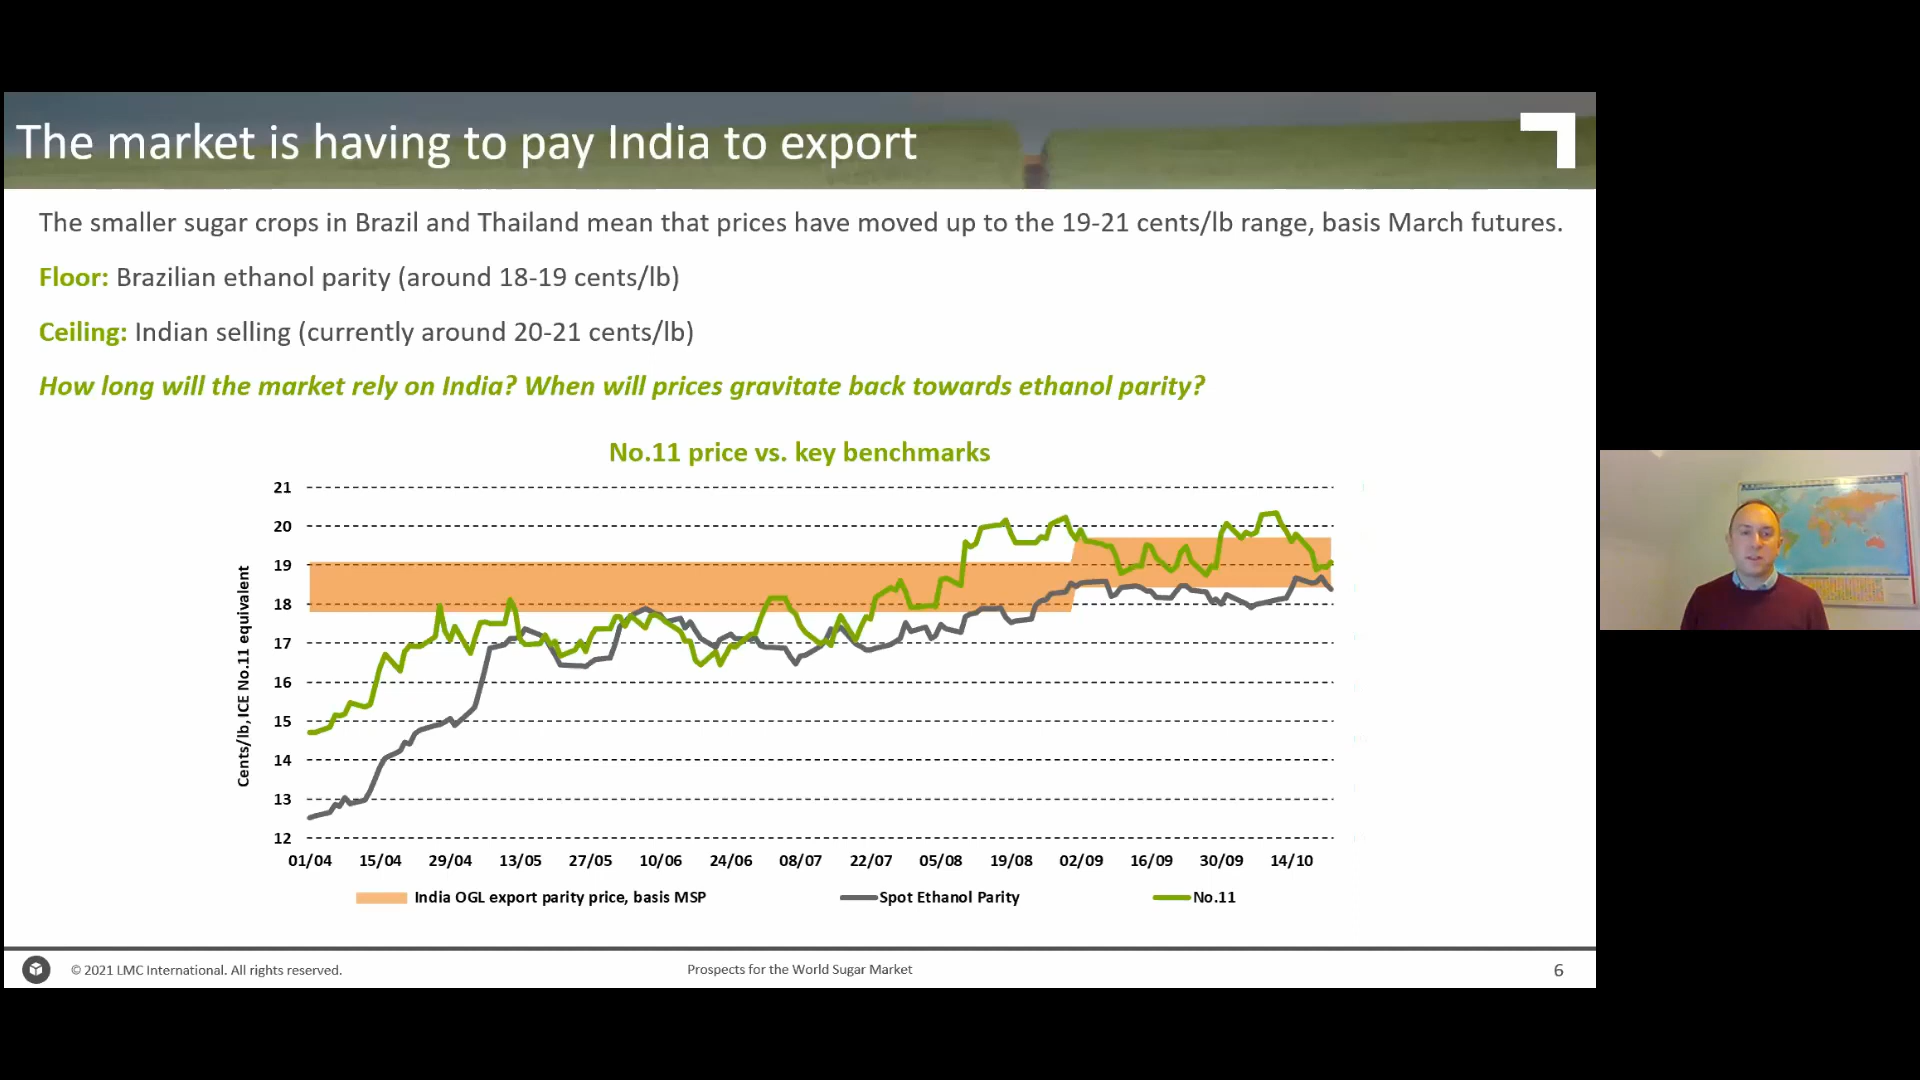 The market is having to pay India to export
The smaller sugar crops in Brazil and Thailand mean that prices have moved up to the 19-21 cents/lb range, basis March futures.
Floor: Brazilian ethanol parity (around 18-19 cents/lb)
Ceiling: Indian selling (currently around 20-21 cents/lb)
How long will the market rely on India? When will prices gravitate back towards ethanol parity?
No.11 price vs. key benchmarks
Cents/lb, ICE No.11 equivalent
21
20
19
18
17
16
15
14
13
12
01/04 15/04 29/04 13/05 27/05 10/06 24/06 08/07 22/07 05/08 19/08 02/09 16/09 30/09 14/10
India OGL export parity price, basis MSP Spot Ethanol Parity No.11
© 2021 LMC International. All rights reserved. Prospects for the World Sugar Market 6